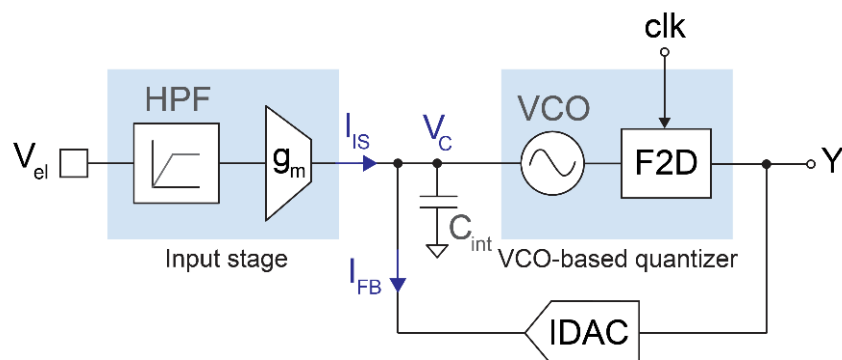 clk
HPF
VCO
I_IS
V_C
V_el
g_m
F2D
Y
C_int
Input stage
VCO-based quantizer
I_FB
IDAC